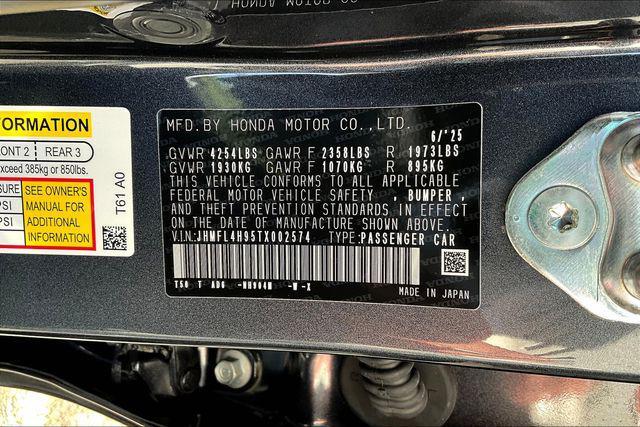 FORMATION
FRONT 2 REAR 3
exceed 385kg or 850lbs.
SURE
PSI
PSI
SEE OWNER'S
MANUAL FOR
ADDITIONAL
INFORMATION
T61 A0
MFD.BY HONDA MOTOR CO.,LTD.
6/'25
GVWR 4254LBS GAWR F 2358LBS R 1973LBS
GVWR 1930KG GAWR F 1070KG R 895KG
THIS VEHICLE CONFORMS TO ALL APPLICABLE
FEDERAL MOTOR VEHICLE SAFETY , BUMPER ,
AND THEFT PREVENTION STANDARDS IN EFFECT
ON THE DATE OF MANUFACTURE SHOWN ABOVE.
V.I.N:JHMFL4H95TX002574 TYPE:PASSENGER CAR
MADE IN JAPAN